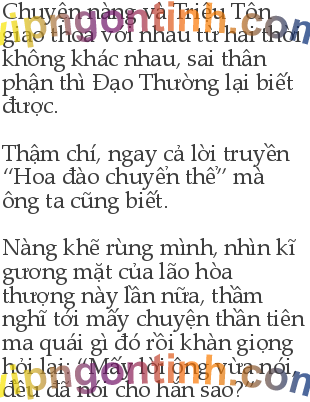 Chuyện nàng và Triệu Tôn
giao thoa với nhau từ hai thời
không khác nhau, sai thân
phận thì Đạo Thường lại biết
được.
Thậm chí, ngay cả lời truyền
“Hoa đào chuyển thể” mà
ông ta cũng biết.
Nàng khẽ rùng mình, nhìn kĩ
gương mặt của lão hòa
thượng này lần nữa, thầm
nghĩ tới mấy chuyện thần tiên
ma quái gì đó rồi khàn giọng
hỏi lại: “Mấy lời ông vừa nói,
đều đã nói cho hắn sao?”
vipngontinh.com
vipngontinh.com